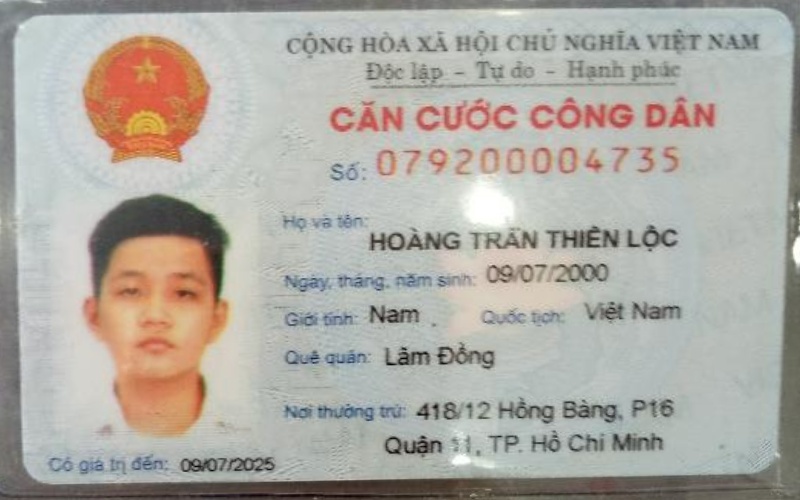 CỘNG HÒA XÃ HỘI CHỦ NGHĨA VIỆT NAM
Độc lập - Tự do - Hạnh phúc
CĂN CƯỚC CÔNG DÂN
Số: 079200004735
Họ và tên:
HOÀNG TRẦN THIÊN LỘC
Ngày, tháng, năm sinh: 09/07/2000
Giới tính: Nam Quốc tịch: Việt Nam
Quê quán: Lâm Đồng
Nơi thường trú: 418/12 Hồng Bàng, P16
Quận 11, TP. Hồ Chí Minh
Có giá trị đến: 09/07/2025